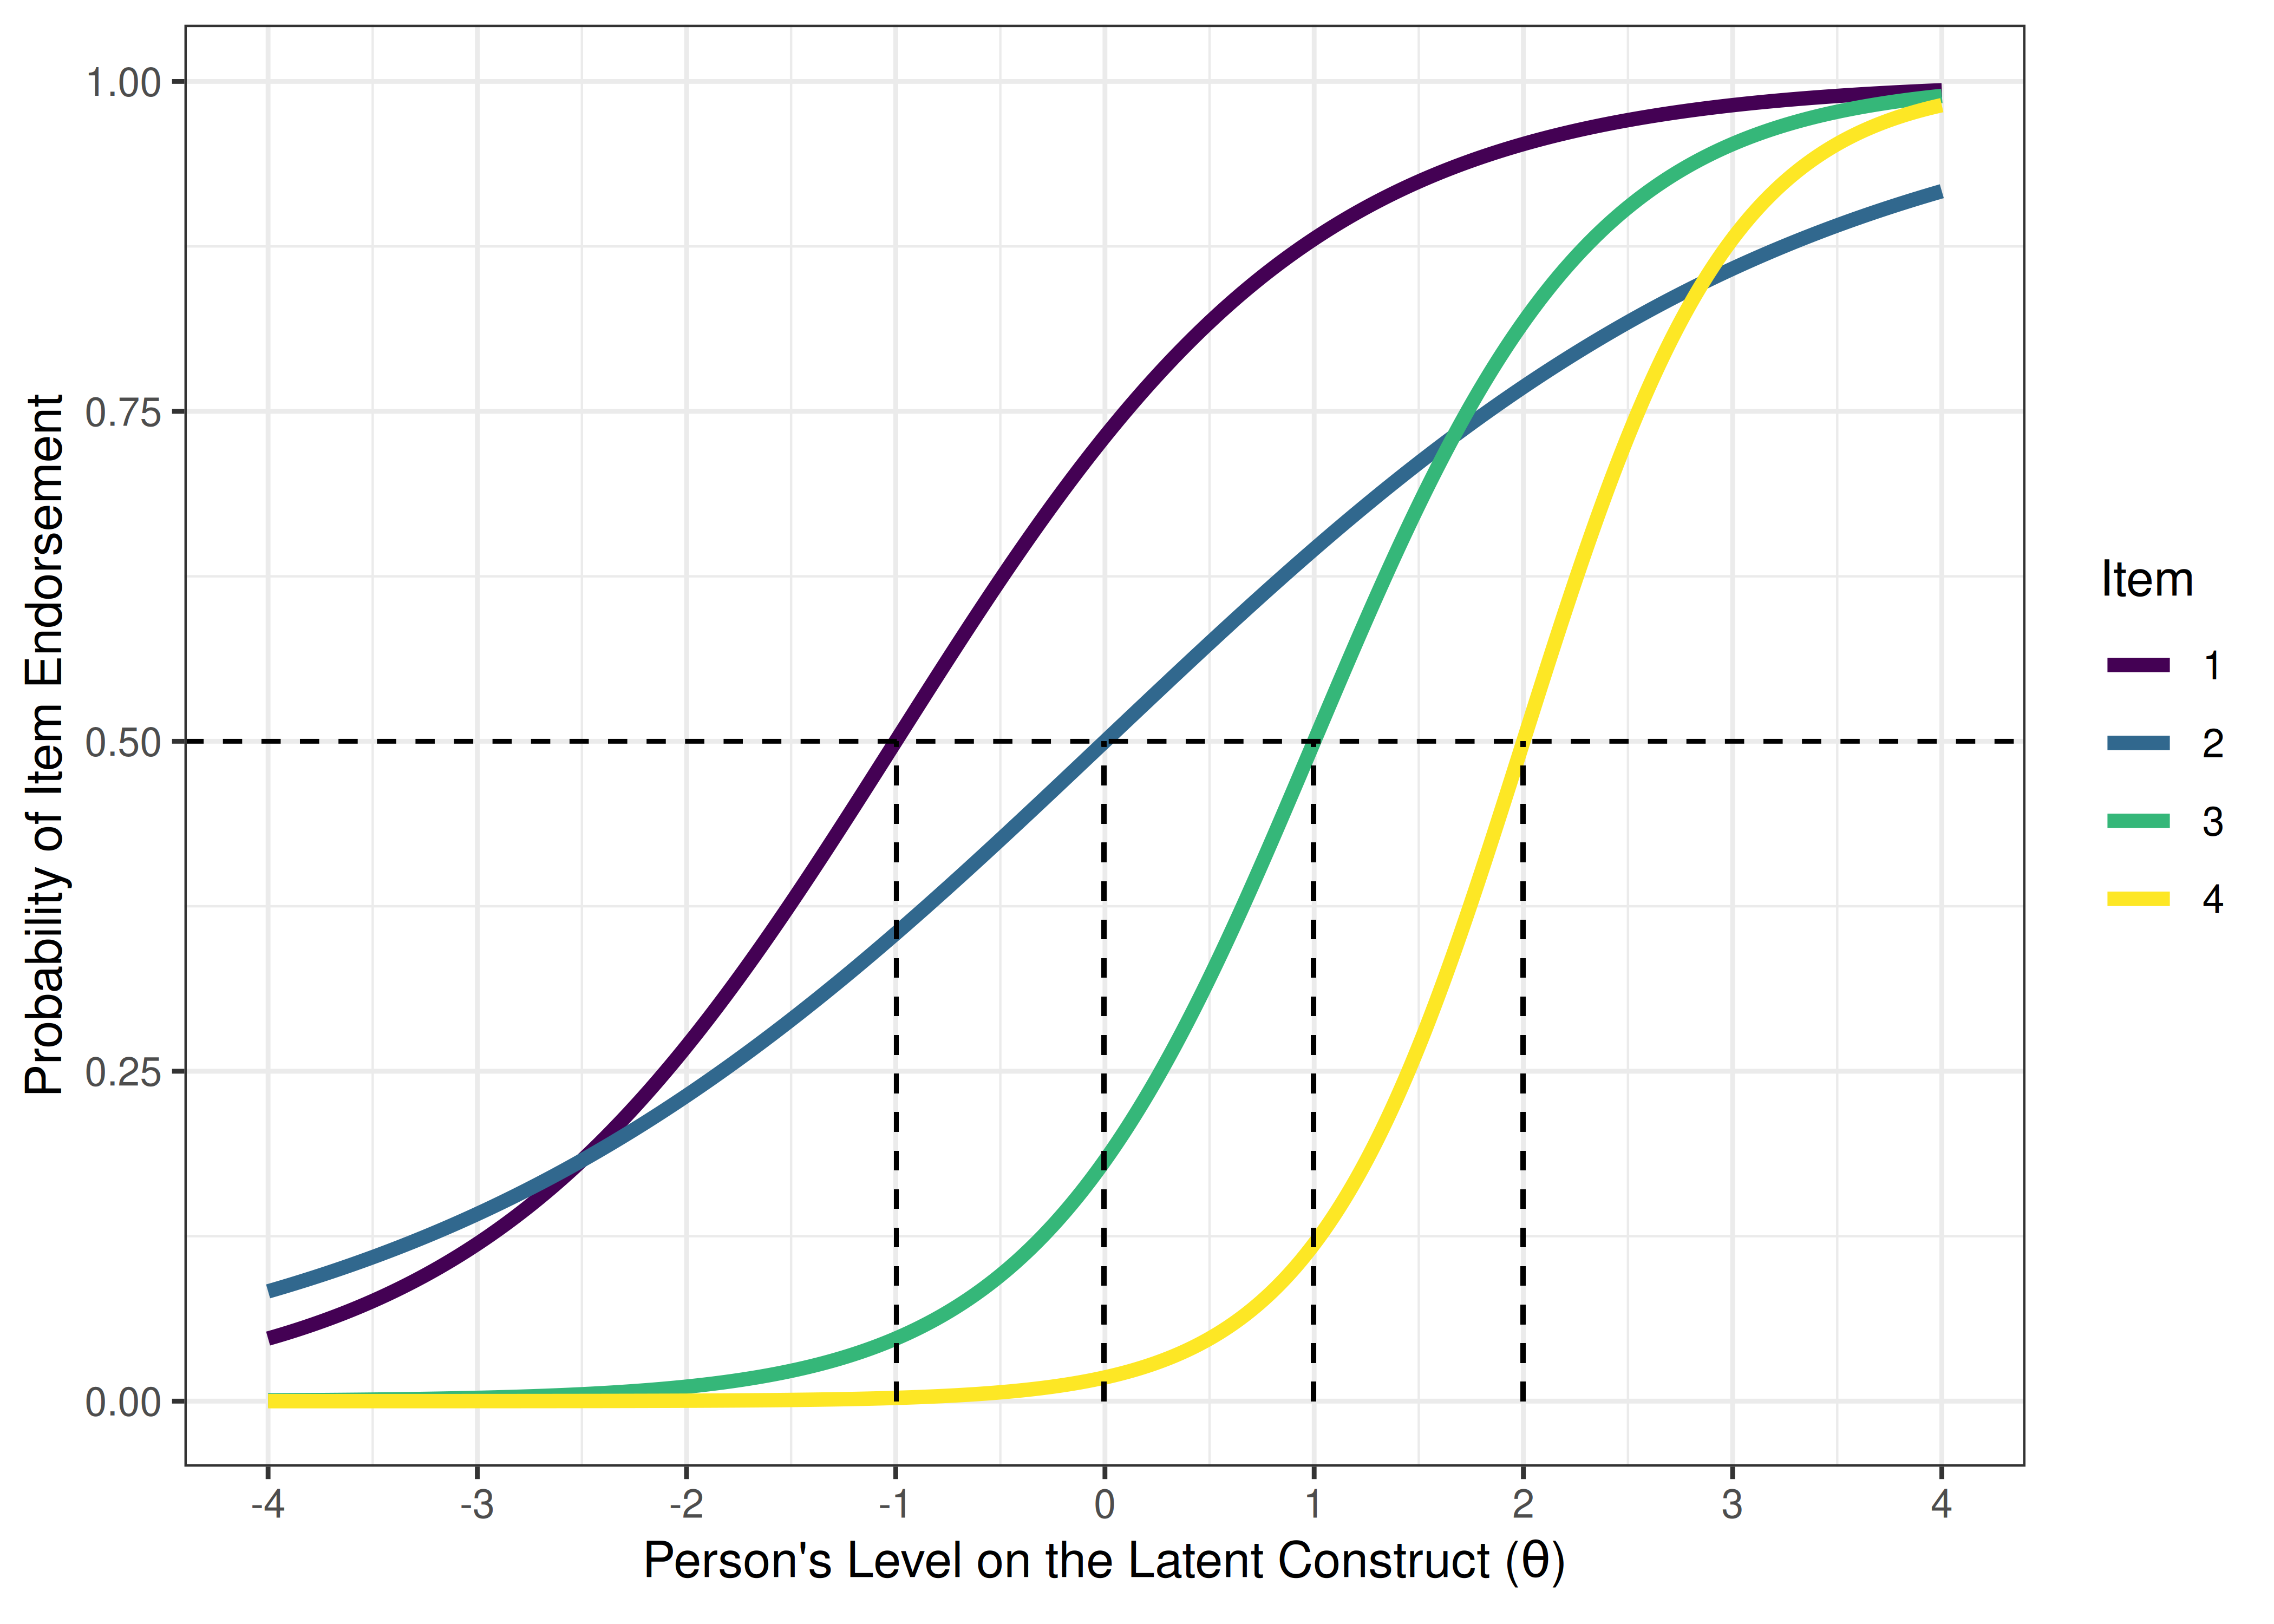 1.00
0.75
0.50
0.25
0.00
Probability of Item Endorsement
-4 -3 -2 -1 0 1 2 3 4
Person's Level on the Latent Construct (θ)
Item
1
2
3
4